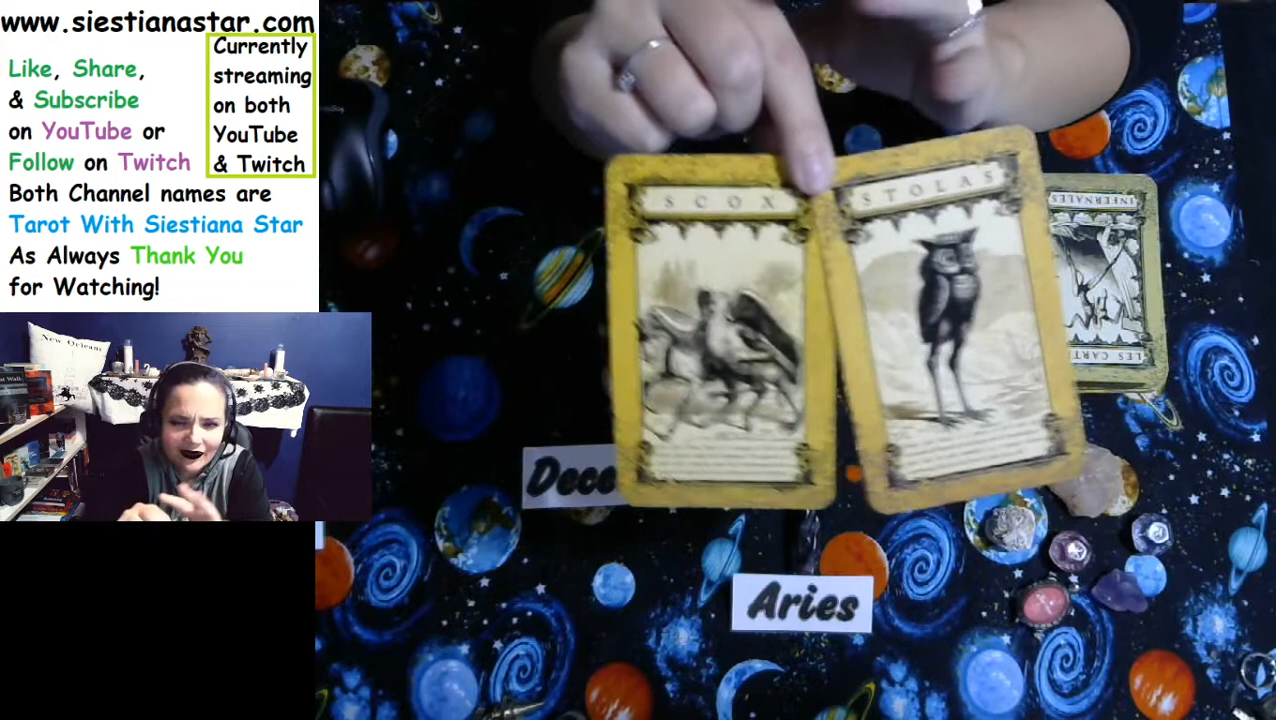 www.siestianastar.com
Like, Share,
& Subscribe
on YouTube or
Follow on Twitch
Currently
streaming
on both
YouTube
& Twitch
Both Channel names are
Tarot With Siestiana Star
As Always Thank You
for Watching!
New Orleans
SCOX
STOLAS
INFERNALES
LES CARTE
Dece
Aries